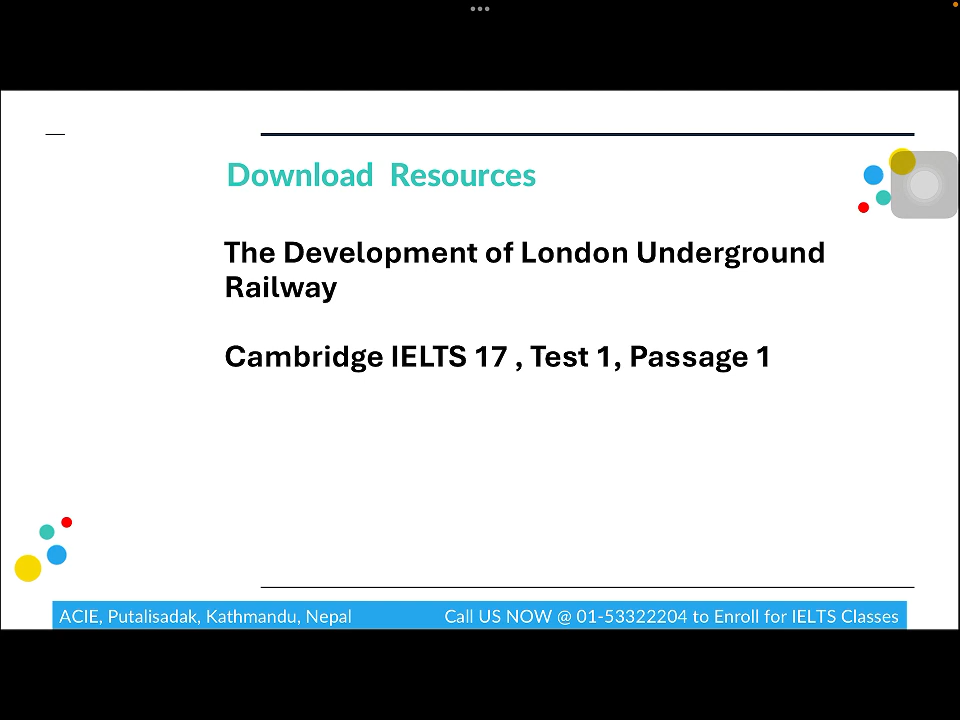 Download Resources
The Development of London Underground
Railway
Cambridge IELTS 17 , Test 1, Passage 1
ACIE, Putalisadak, Kathmandu, Nepal
Call US NOW @ 01-53322204 to Enroll for IELTS Classes